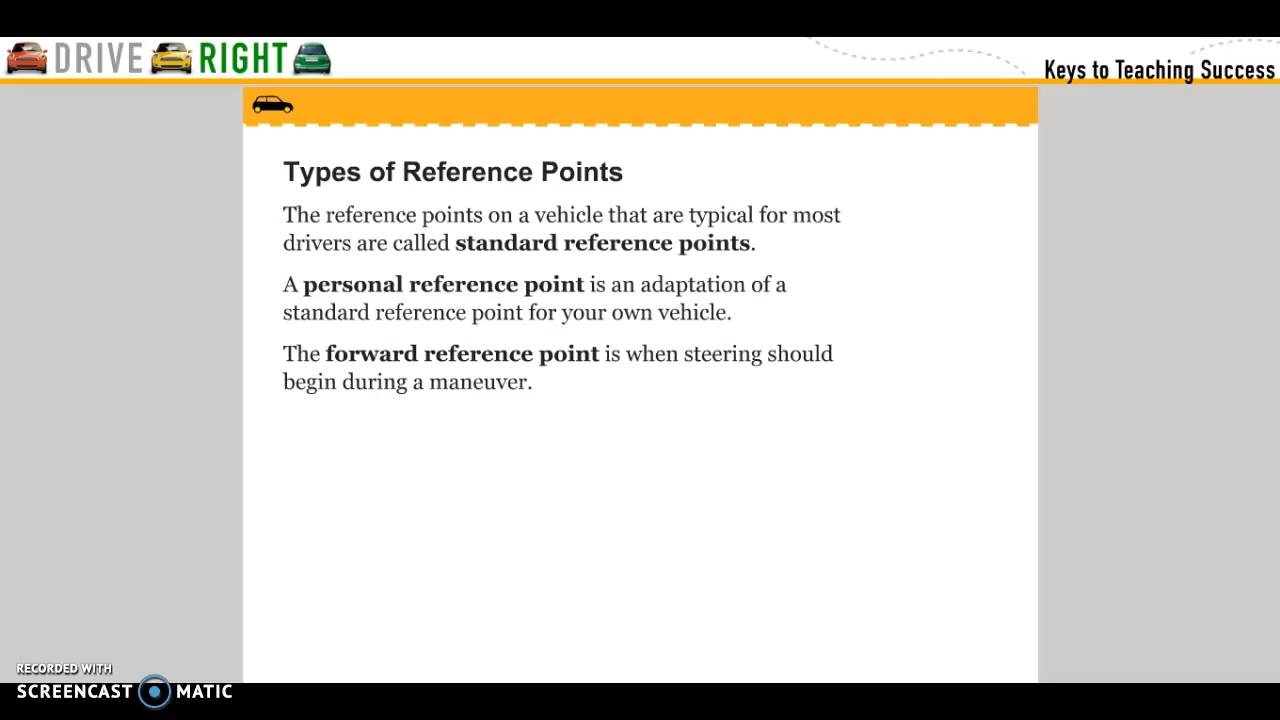 DRIVE RIGHT
Keys to Teaching Success
Types of Reference Points
The reference points on a vehicle that are typical for most
drivers are called standard reference points.
A personal reference point is an adaptation of a
standard reference point for your own vehicle.
The forward reference point is when steering should
begin during a maneuver.
RECORDED WITH
SCREENCAST MATIC